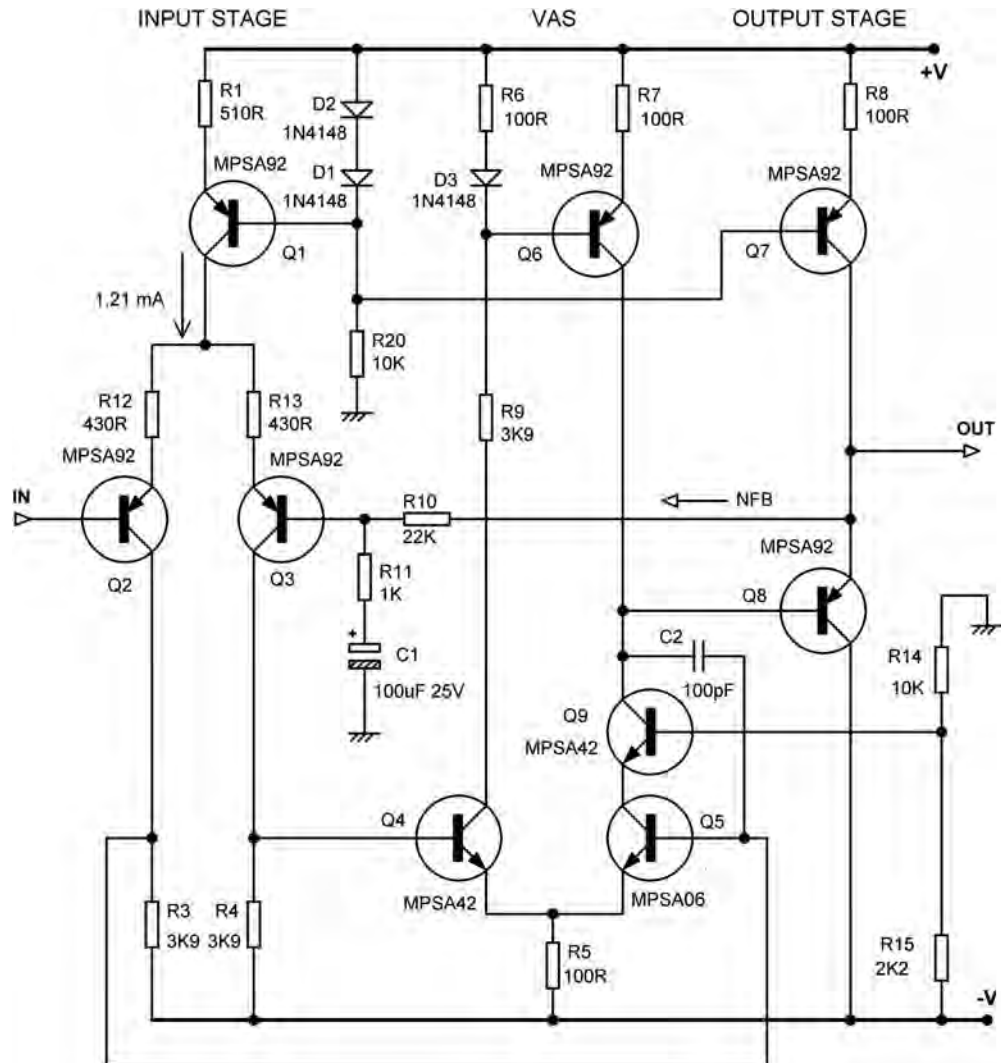 INPUT STAGE
VAS
OUTPUT STAGE
+V
R1
510R
D2
1N4148
R6
100R
R7
100R
R8
100R
MPSA92
D1
1N4148
D3
1N4148
MPSA92
MPSA92
Q1
Q6
Q7
1.21 mA
R20
10K
R12
430R
R13
430R
R9
3K9
OUT
MPSA92
MPSA92
IN
R10
22K
NFB
MPSA92
Q2
Q3
R11
1K
Q8
+
C1
100uF 25V
C2
100pF
R14
10K
Q9
MPSA42
Q4
Q5
MPSA42
MPSA06
R3
3K9
R4
3K9
R5
100R
R15
2K2
-V